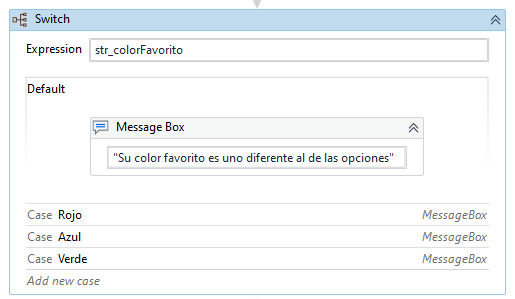 Switch
Expression str_colorFavorito
Default
Message Box
"Su color favorito es uno diferente al de las opciones"
Case Rojo MessageBox
Case Azul MessageBox
Case Verde MessageBox
Add new case